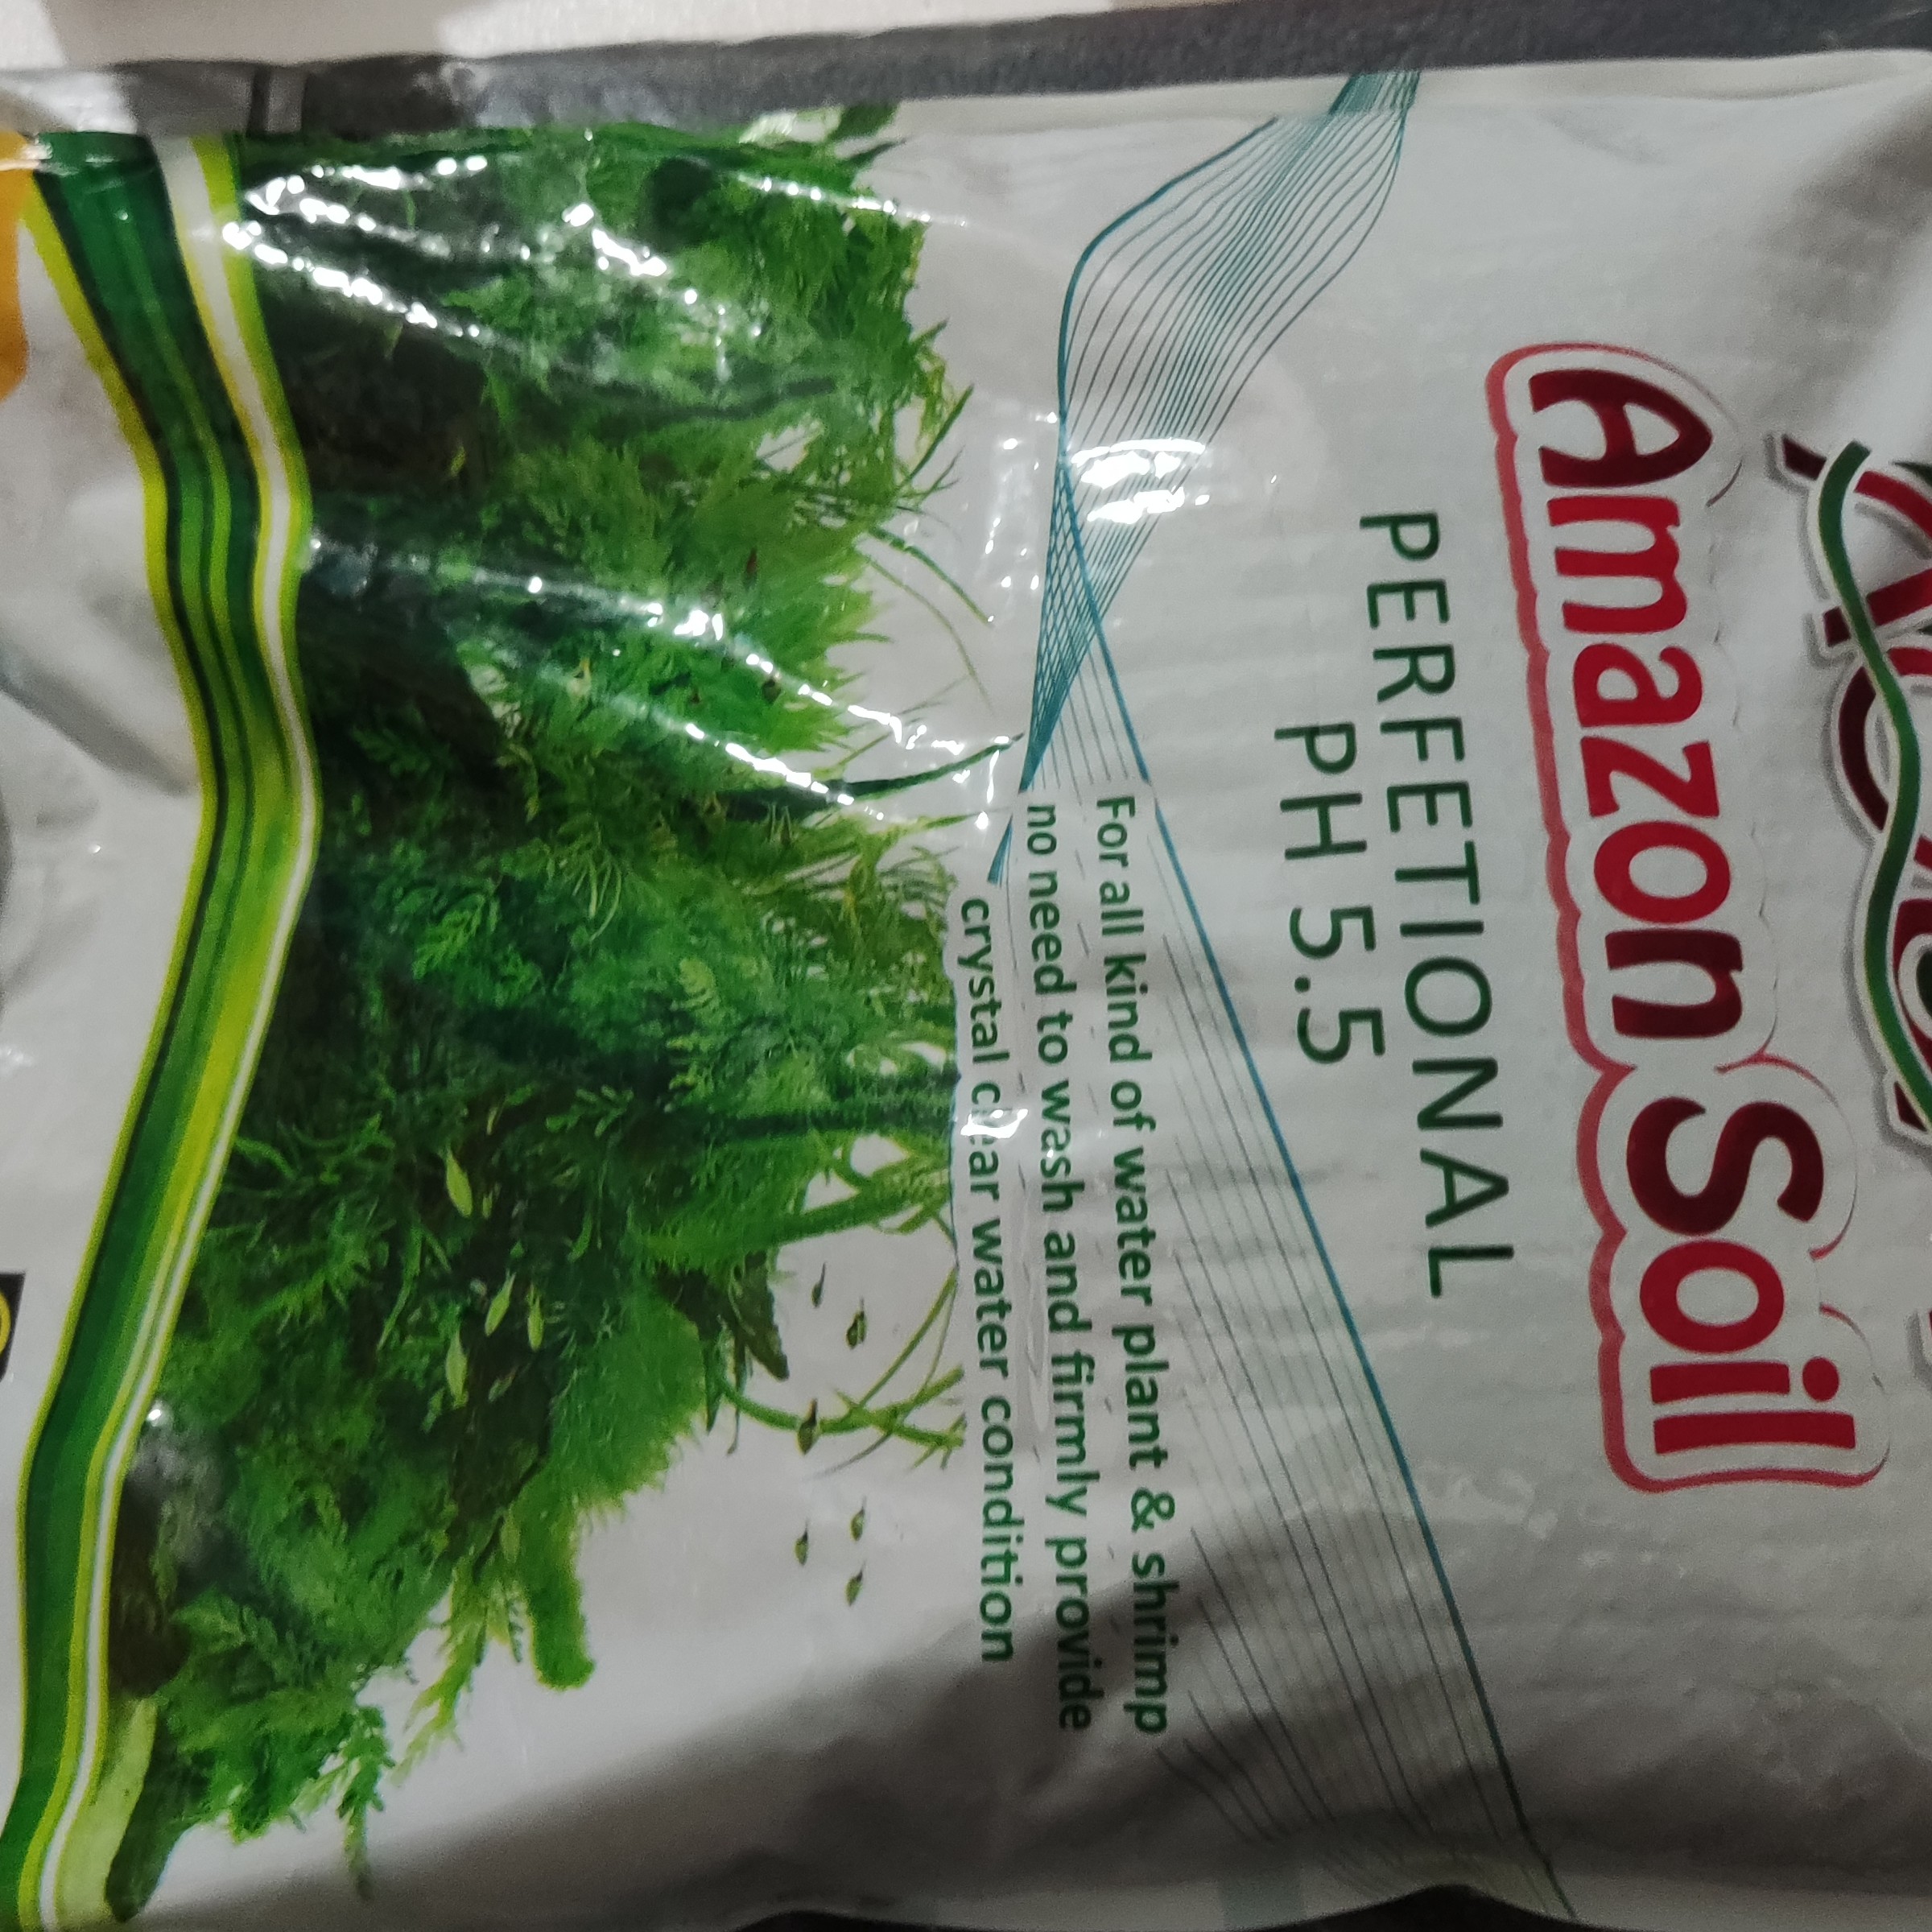 Amazon Soil
PERFETIONAL
PH 5.5
For all kind of water plant & shrimp
no need to wash and firmly provide
crystal clear water condition